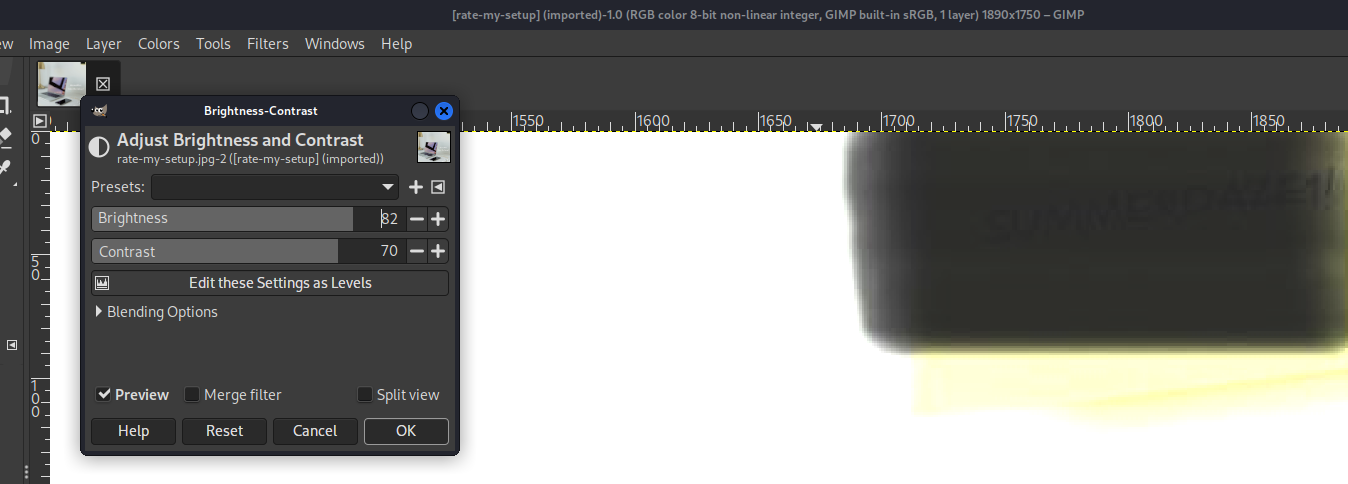 [rate-my-setup] (imported)-1.0 (RGB color 8-bit non-linear integer, GIMP built-in sRGB, 1 layer) 1890x1750 – GIMP
ew Image Layer Colors Tools Filters Windows Help
Brightness-Contrast
Adjust Brightness and Contrast
rate-my-setup.jpg-2 ([rate-my-setup] (imported))
Presets:
Brightness 82
Contrast 70
Edit these Settings as Levels
Blending Options
Preview Merge filter Split view
Help Reset Cancel OK
1550 1600 1650 1700 1750 1800 1850
0
50
100
SUMMERDAZE1!